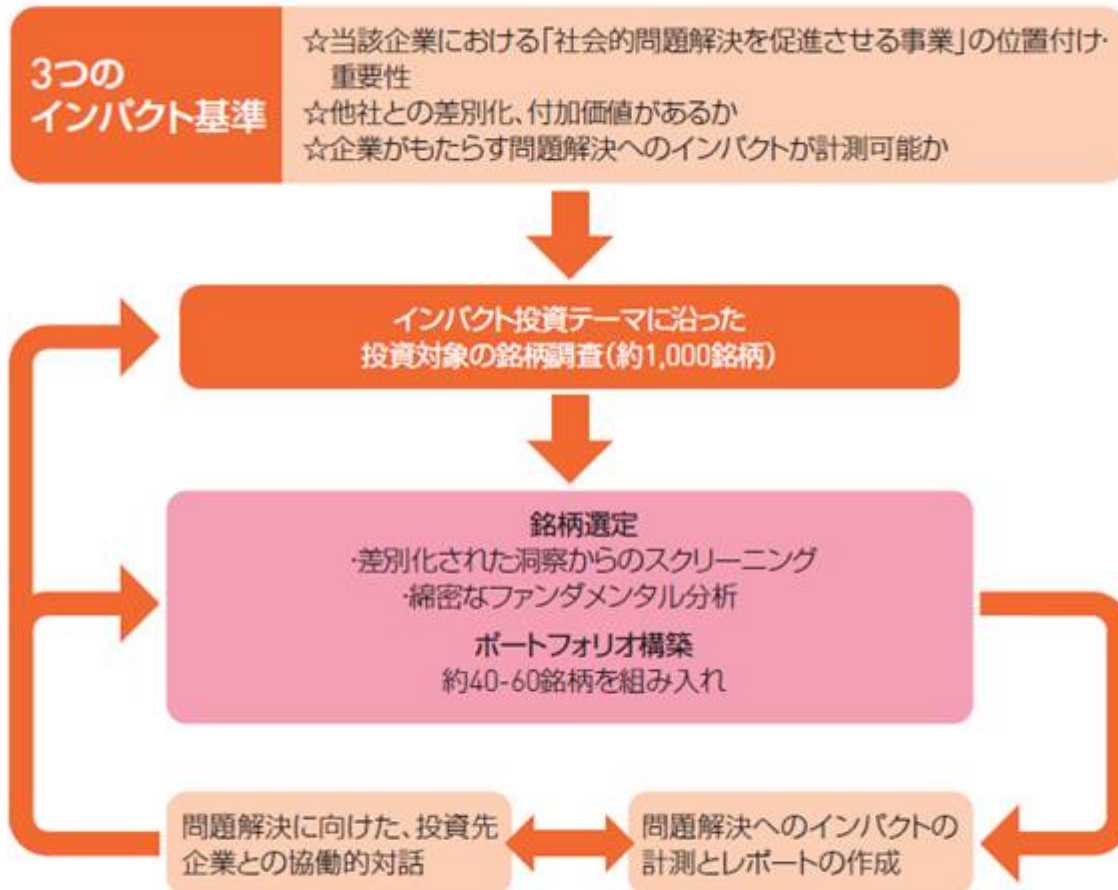 3つの
インパクト基準
☆当該企業における「社会的問題解決を促進させる事業」の位置付け・
重要性
☆他社との差別化、付加価値があるか
☆企業がもたらす問題解決へのインパクトが計測可能か
インパクト投資テーマに沿った
投資対象の銘柄調査(約1,000銘柄)
銘柄選定
・差別化された洞察からのスクリーニング
・綿密なファンダメンタル分析
ポートフォリオ構築
約40-60銘柄を組み入れ
問題解決に向けた、投資先
企業との協働的対話
問題解決へのインパクトの
計測とレポートの作成